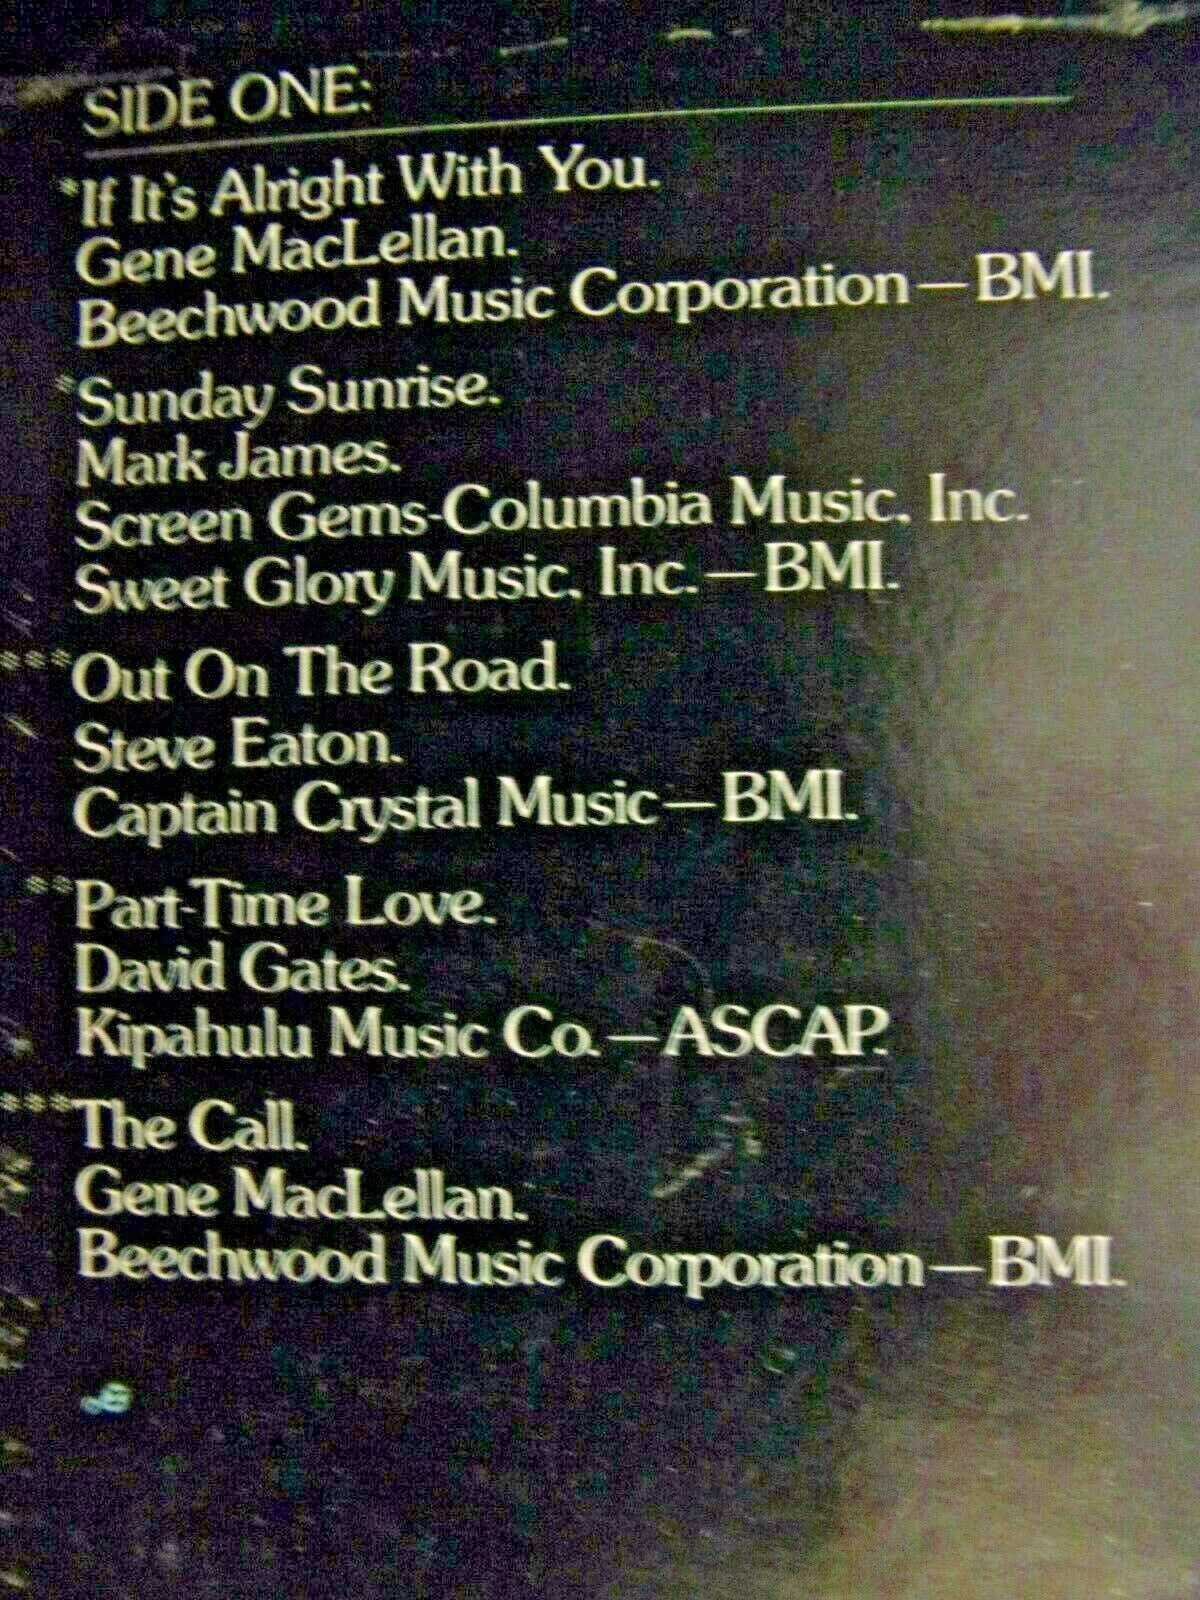 SIDE ONE:
*If It's Alright With You.
Gene MacLellan.
Beechwood Music Corporation—BMI.
*Sunday Sunrise.
Mark James.
Screen Gems-Columbia Music, Inc.
Sweet Glory Music, Inc.—BMI.
***Out On The Road.
Steve Eaton.
Captain Crystal Music—BMI.
**Part-Time Love.
David Gates.
Kipahulu Music Co.—ASCAP.
***The Call.
Gene MacLellan.
Beechwood Music Corporation—BMI.